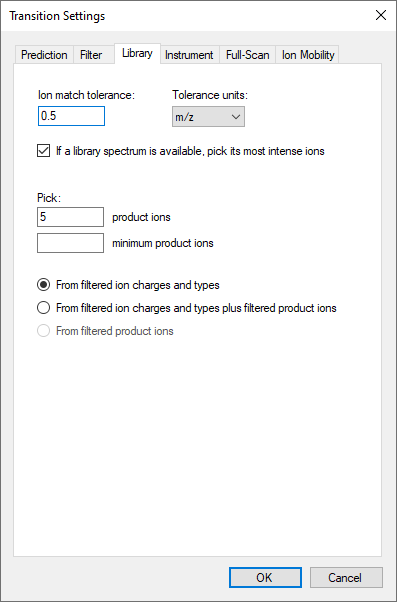 Transition Settings
Prediction Filter Library Instrument Full-Scan Ion Mobility
Ion match tolerance: Tolerance units:
0.5 m/z
If a library spectrum is available, pick its most intense ions
Pick:
5 product ions
minimum product ions
From filtered ion charges and types
From filtered ion charges and types plus filtered product ions
From filtered product ions
OK Cancel